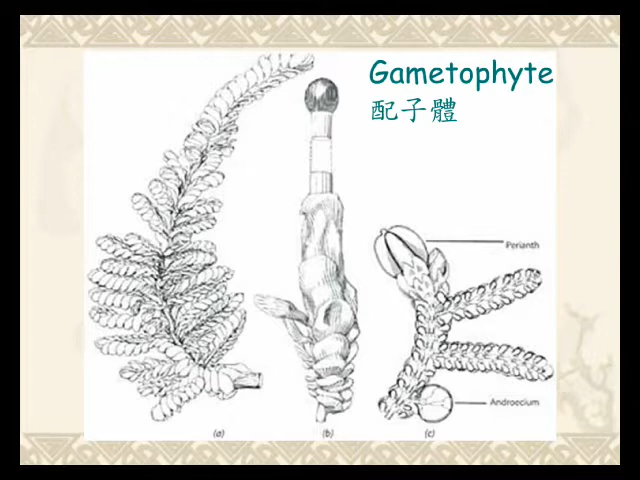 Gametophyte
配子體
Perianth
Androecium
(a)
(b)
(c)